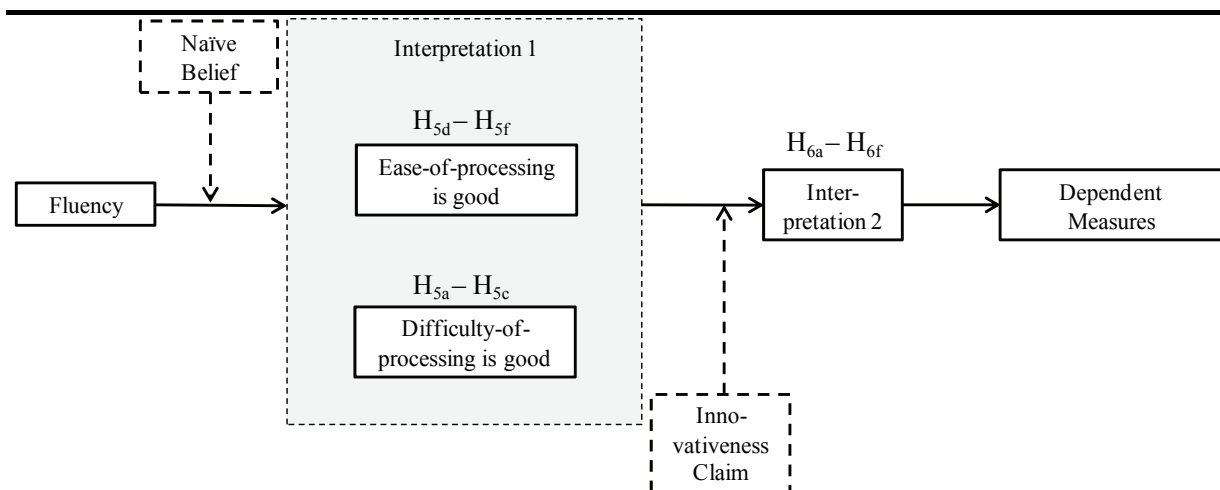 Naïve
Belief
Interpretation 1
H5d – H5f
Ease-of-processing
is good
Fluency
H6a – H6f
Inter-
pretation 2
Dependent
Measures
H5a – H5c
Difficulty-of-
processing is good
Inno-
vativeness
Claim